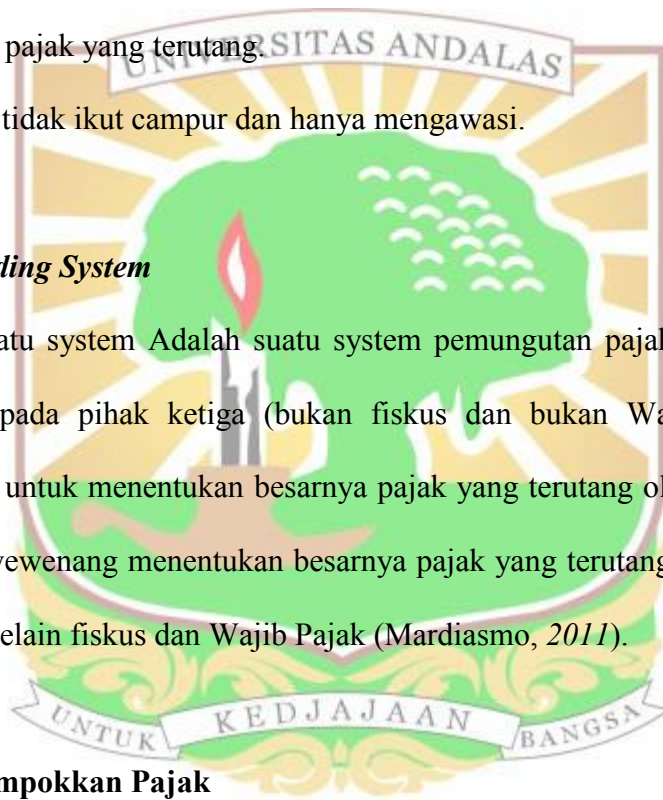 pajak yang terutang.
UNIVERSITAS ANDALAS
tidak ikut campur dan hanya mengawasi.
ding System
atu system Adalah suatu system pemungutan pajak
pada pihak ketiga (bukan fiskus dan bukan Wa
untuk menentukan besarnya pajak yang terutang ol
yewenang menentukan besarnya pajak yang terutang
elain fiskus dan Wajib Pajak (Mardiasmo, 2011).
UNTUK KEDJAJAAN BANGSA
mpokkan Pajak